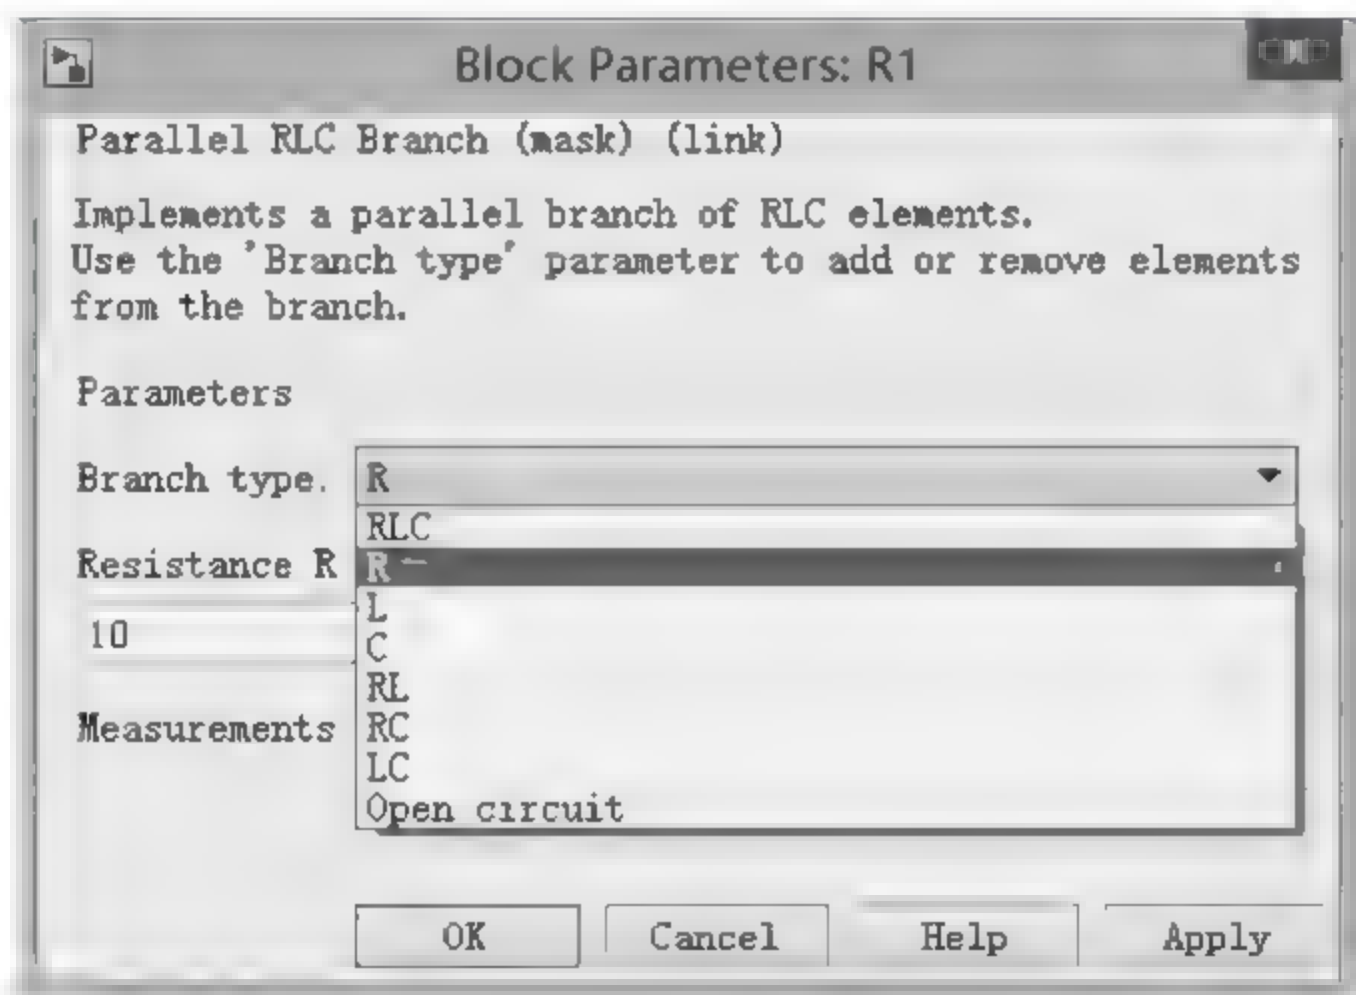 Block Parameters: R1
Parallel RLC Branch (mask) (link)
Implements a parallel branch of RLC elements.
Use the 'Branch type' parameter to add or remove elements
from the branch.
Parameters
Branch type. R
RLC
Resistance R
R
L
10
C
RL
Measurements
RC
LC
Open circuit
OK Cancel Help Apply